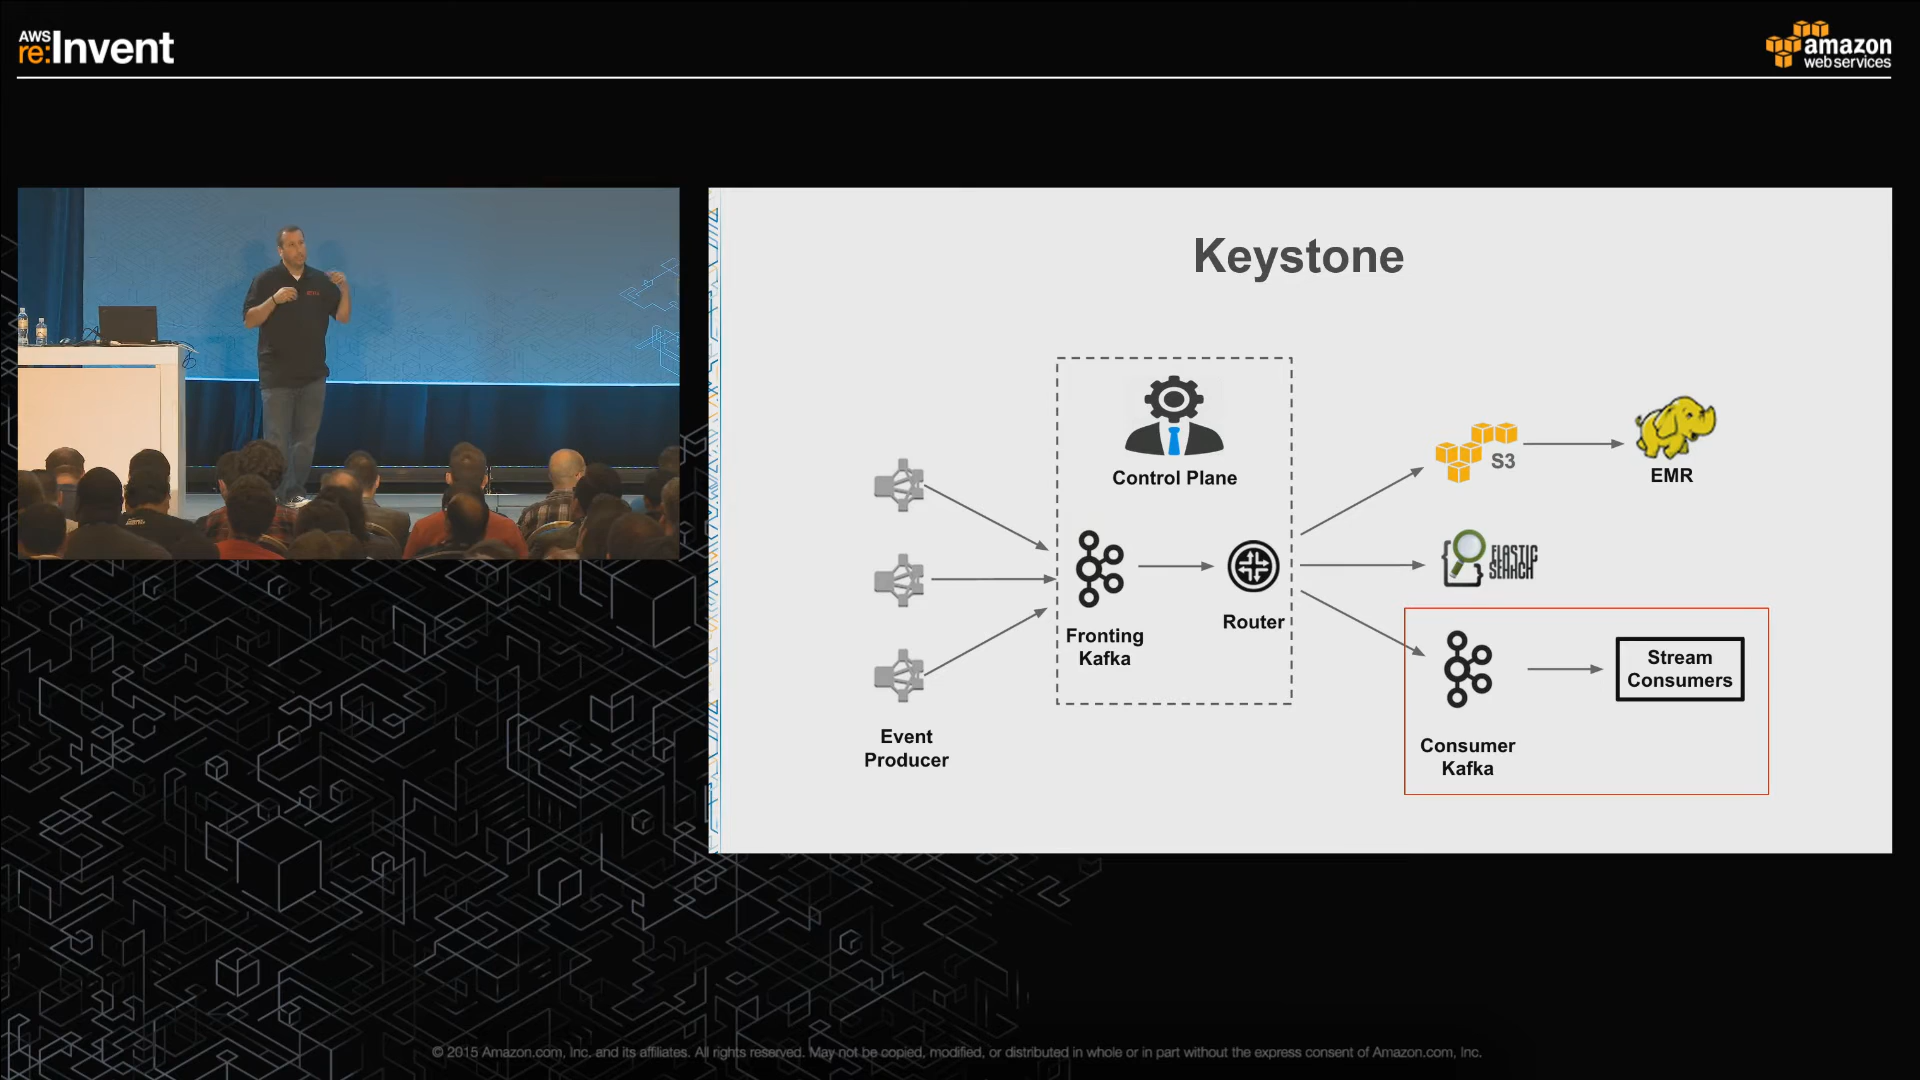 AWS
re:Invent
amazon
web services
Keystone
Control Plane
S3
EMR
ELASTIC
SEARCH
Fronting
Kafka
Router
Stream
Consumers
Event
Producer
Consumer
Kafka
© 2015 Amazon.com, Inc. and its affiliates. All rights reserved. May not be copied, modified, or distributed in whole or in part without the express consent of Amazon.com, Inc.